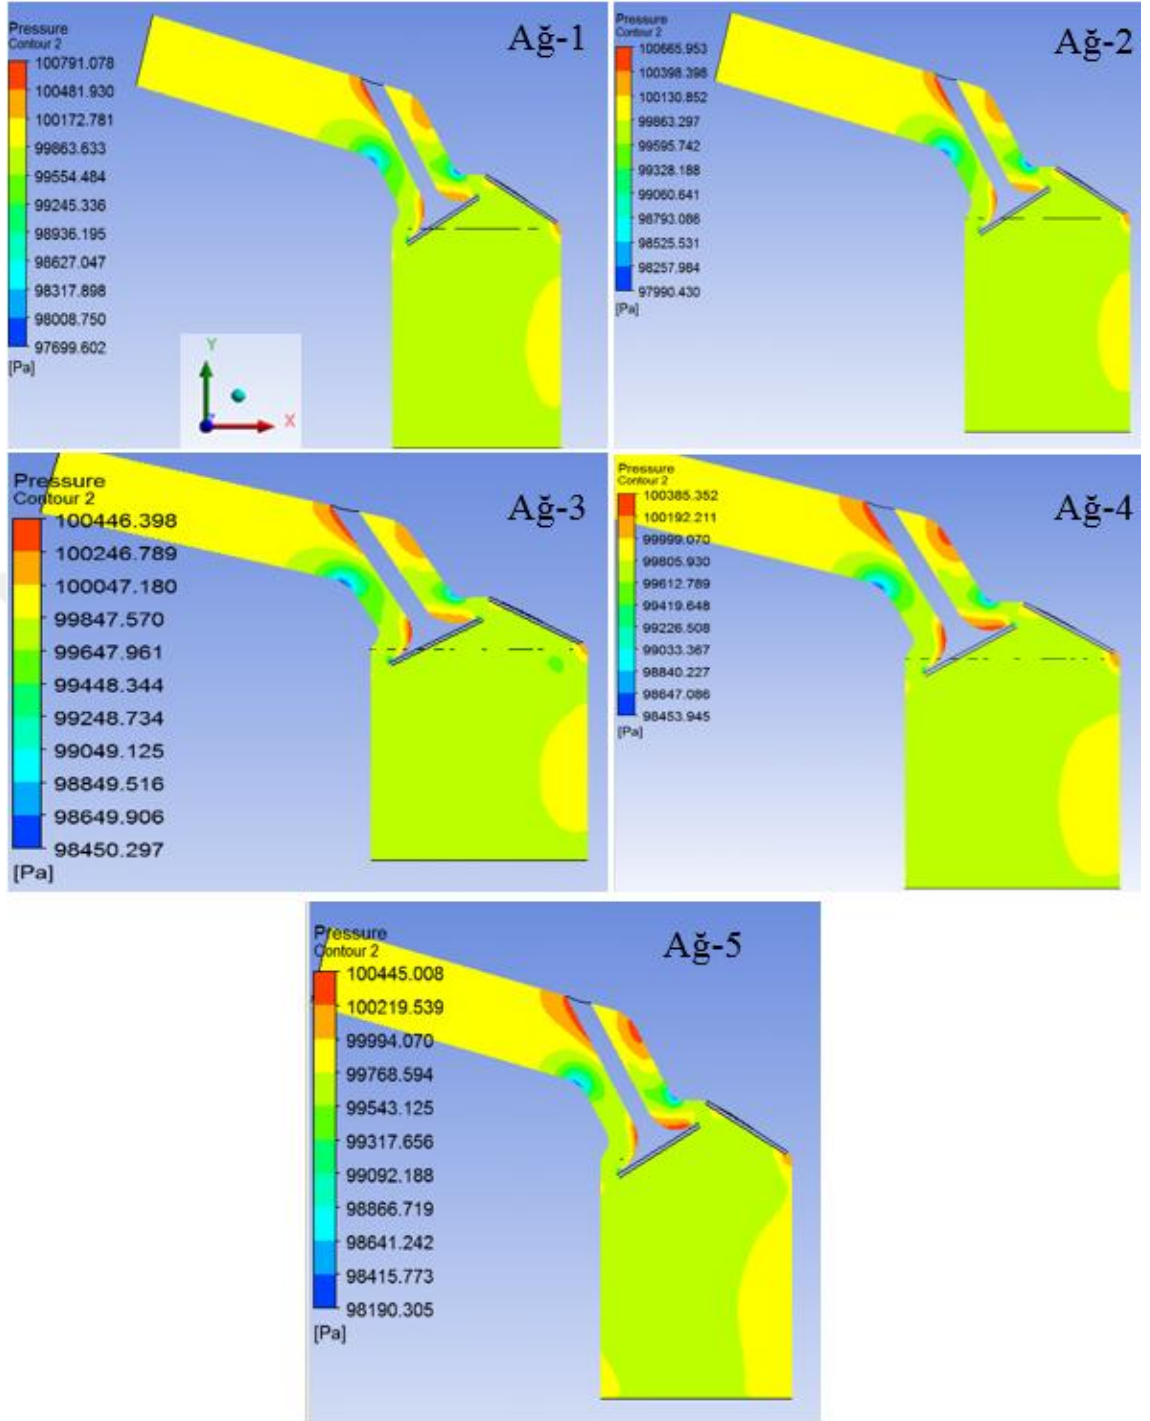 Pressure
Contour 2
Ağ-1
100791.078
100481.930
100172.781
99863.633
99554.484
99245.336
98936.195
98627.047
98317.898
98008.750
97699.602
[Pa]
Y
X
Z
Pressure
Contour 2
Ağ-2
100665.953
100398.398
100130.852
99863.297
99595.742
99328.188
99060.641
98793.086
98525.531
98257.984
97990.430
[Pa]
Pressure
Contour 2
Ağ-3
100446.398
100246.789
100047.180
99847.570
99647.961
99448.344
99248.734
99049.125
98849.516
98649.906
98450.297
[Pa]
Pressure
Contour 2
Ağ-4
100385.352
100192.211
99999.070
99805.930
99612.789
99419.648
99226.508
99033.367
98840.227
98647.086
98453.945
[Pa]
Pressure
Contour 2
Ağ-5
100445.008
100219.539
99994.070
99768.594
99543.125
99317.656
99092.188
98866.719
98641.242
98415.773
98190.305
[Pa]